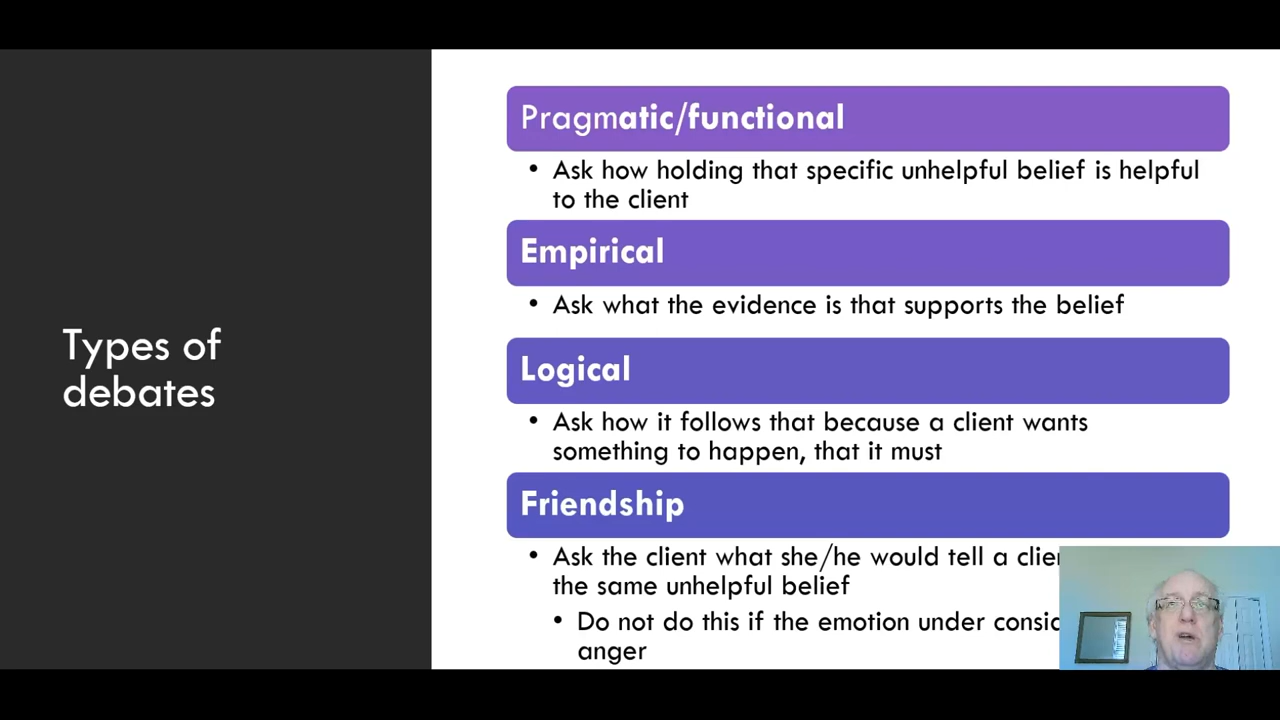 Types of
debates
Pragmatic/functional
• Ask how holding that specific unhelpful belief is helpful
to the client
Empirical
• Ask what the evidence is that supports the belief
Logical
• Ask how it follows that because a client wants
something to happen, that it must
Friendship
• Ask the client what she/he would tell a
the same unhelpful belief
• Do not do this if the emotion under
anger